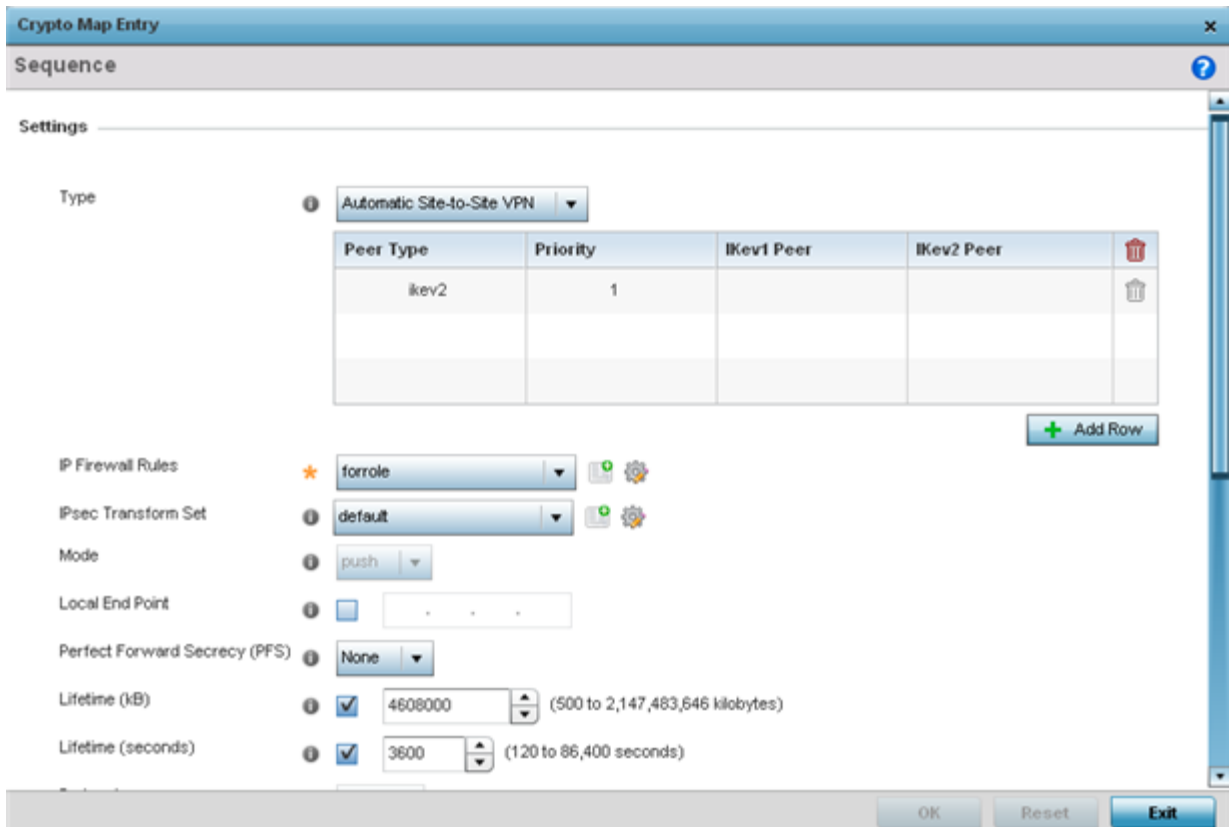 Crypto Map Entry
Sequence
Settings
Type
Automatic Site-to-Site VPN
Peer Type Priority IKev1 Peer IKev2 Peer
ikev2 1
Add Row
IP Firewall Rules
forrole
IPsec Transform Set
default
Mode
push
Local End Point
Perfect Forward Secrecy (PFS)
None
Lifetime (kB)
4608000 (500 to 2,147,483,646 kilobytes)
Lifetime (seconds)
3600 (120 to 86,400 seconds)
OK Reset Exit